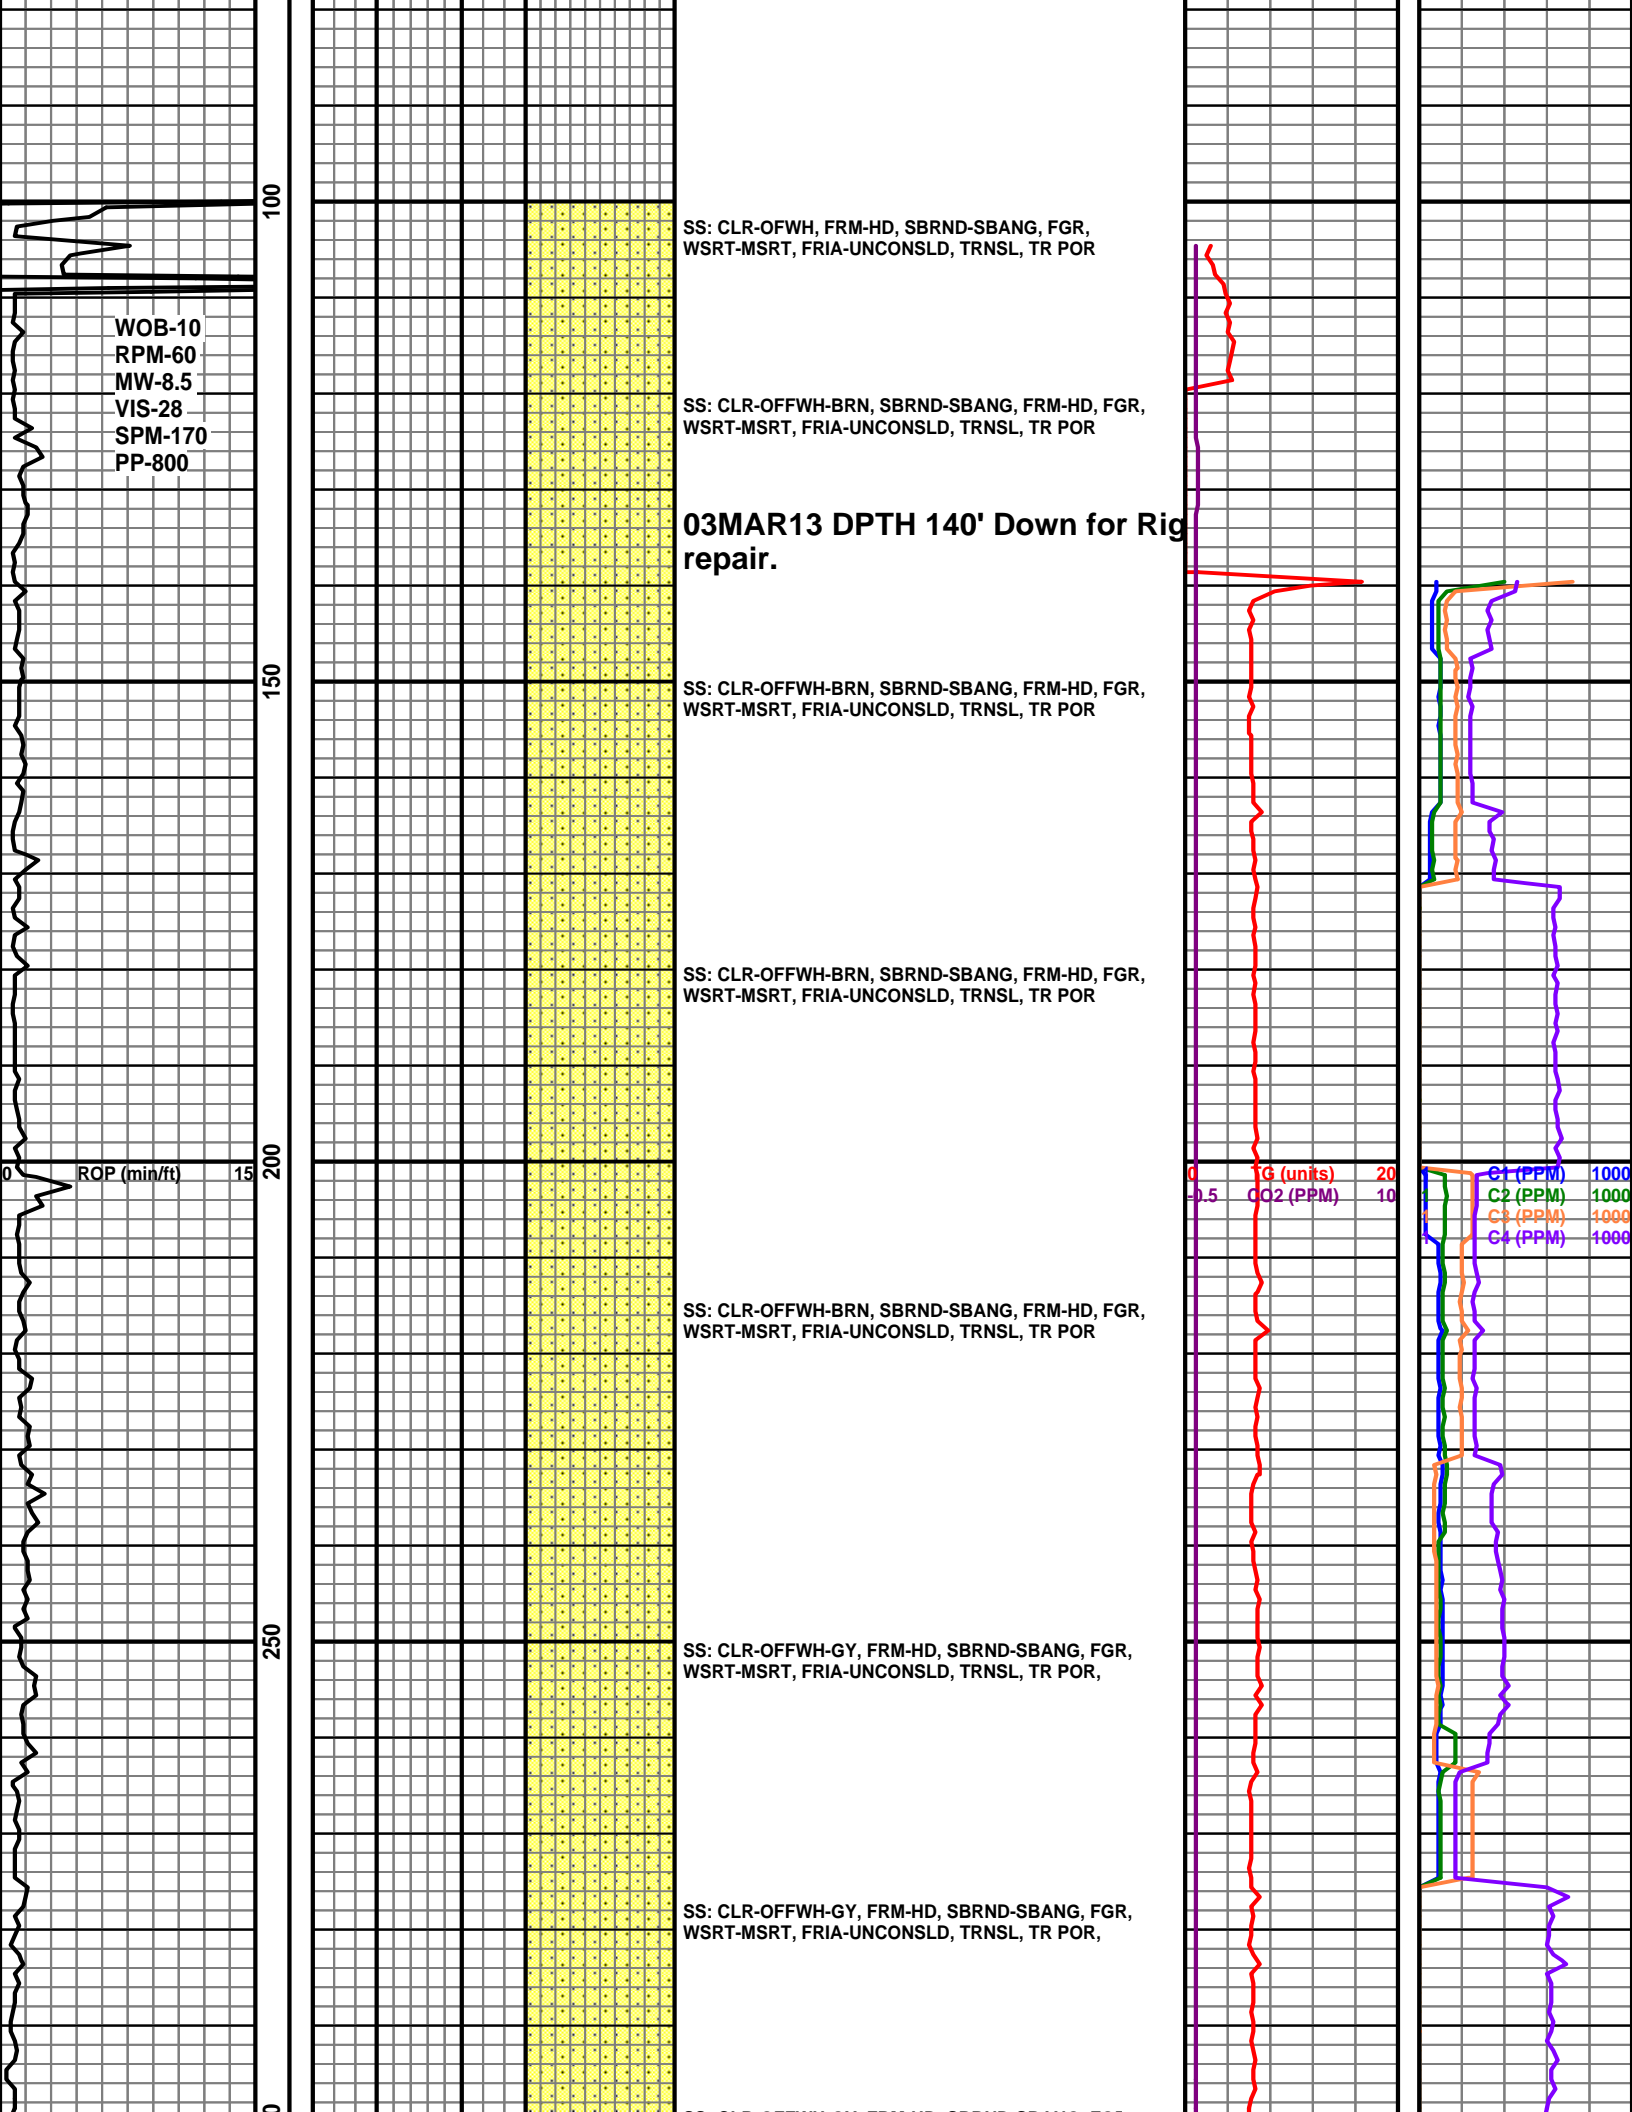 100
SS: CLR-OFWH, FRM-HD, SBRND-SBANG, FGR,
WSRT-MSRT, FRIA-UNCONSLD, TRNSL, TR POR
WOB-10
RPM-60
MW-8.5
VIS-28
SPM-170
PP-800
SS: CLR-OFFWH-BRN, SBRND-SBANG, FRM-HD, FGR,
WSRT-MSRT, FRIA-UNCONSLD, TRNSL, TR POR
03MAR13 DPTH 140' Down for Rig
repair.
150
SS: CLR-OFFWH-BRN, SBRND-SBANG, FRM-HD, FGR,
WSRT-MSRT, FRIA-UNCONSLD, TRNSL, TR POR
SS: CLR-OFFWH-BRN, SBRND-SBANG, FRM-HD, FGR,
WSRT-MSRT, FRIA-UNCONSLD, TRNSL, TR POR
200
0 ROP (min/ft) 15
0 TG (units) 20
-0.5 CO2 (PPM) 10
1 C1 (PPM) 1000
1 C2 (PPM) 1000
1 C3 (PPM) 1000
1 C4 (PPM) 1000
SS: CLR-OFFWH-BRN, SBRND-SBANG, FRM-HD, FGR,
WSRT-MSRT, FRIA-UNCONSLD, TRNSL, TR POR
250
SS: CLR-OFFWH-GY, FRM-HD, SBRND-SBANG, FGR,
WSRT-MSRT, FRIA-UNCONSLD, TRNSL, TR POR,
SS: CLR-OFFWH-GY, FRM-HD, SBRND-SBANG, FGR,
WSRT-MSRT, FRIA-UNCONSLD, TRNSL, TR POR,